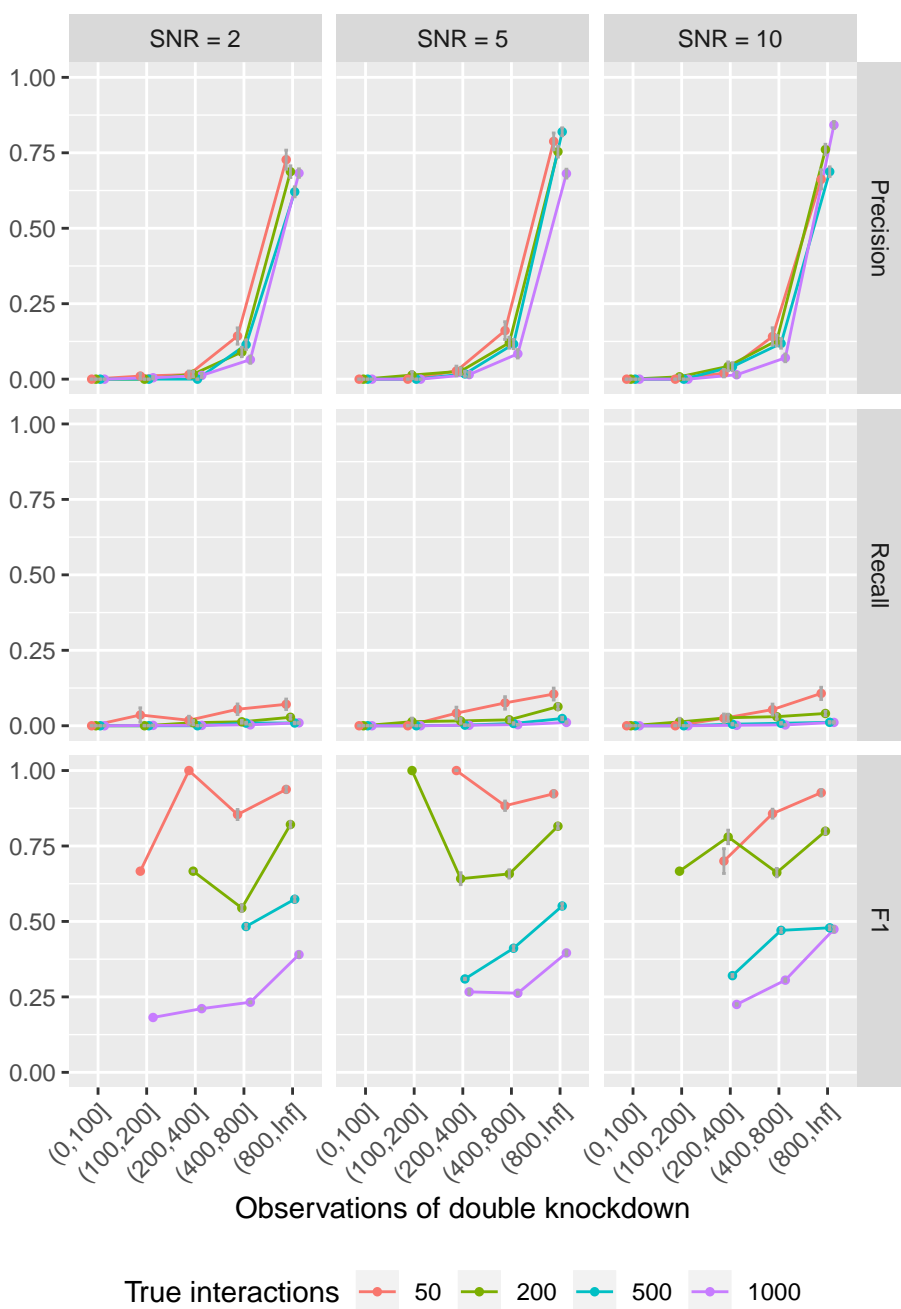 SNR = 2 SNR = 5 SNR = 10
1.00
0.75
0.50
0.25
0.00
Precision
1.00
0.75
0.50
0.25
0.00
Recall
1.00
0.75
0.50
0.25
0.00
F1
(0,100] (100,200] (200,400] (400,800] (800,Inf] (0,100] (100,200] (200,400] (400,800] (800,Inf] (0,100] (100,200] (200,400] (400,800] (800,Inf]
Observations of double knockdown
True interactions 50 200 500 1000